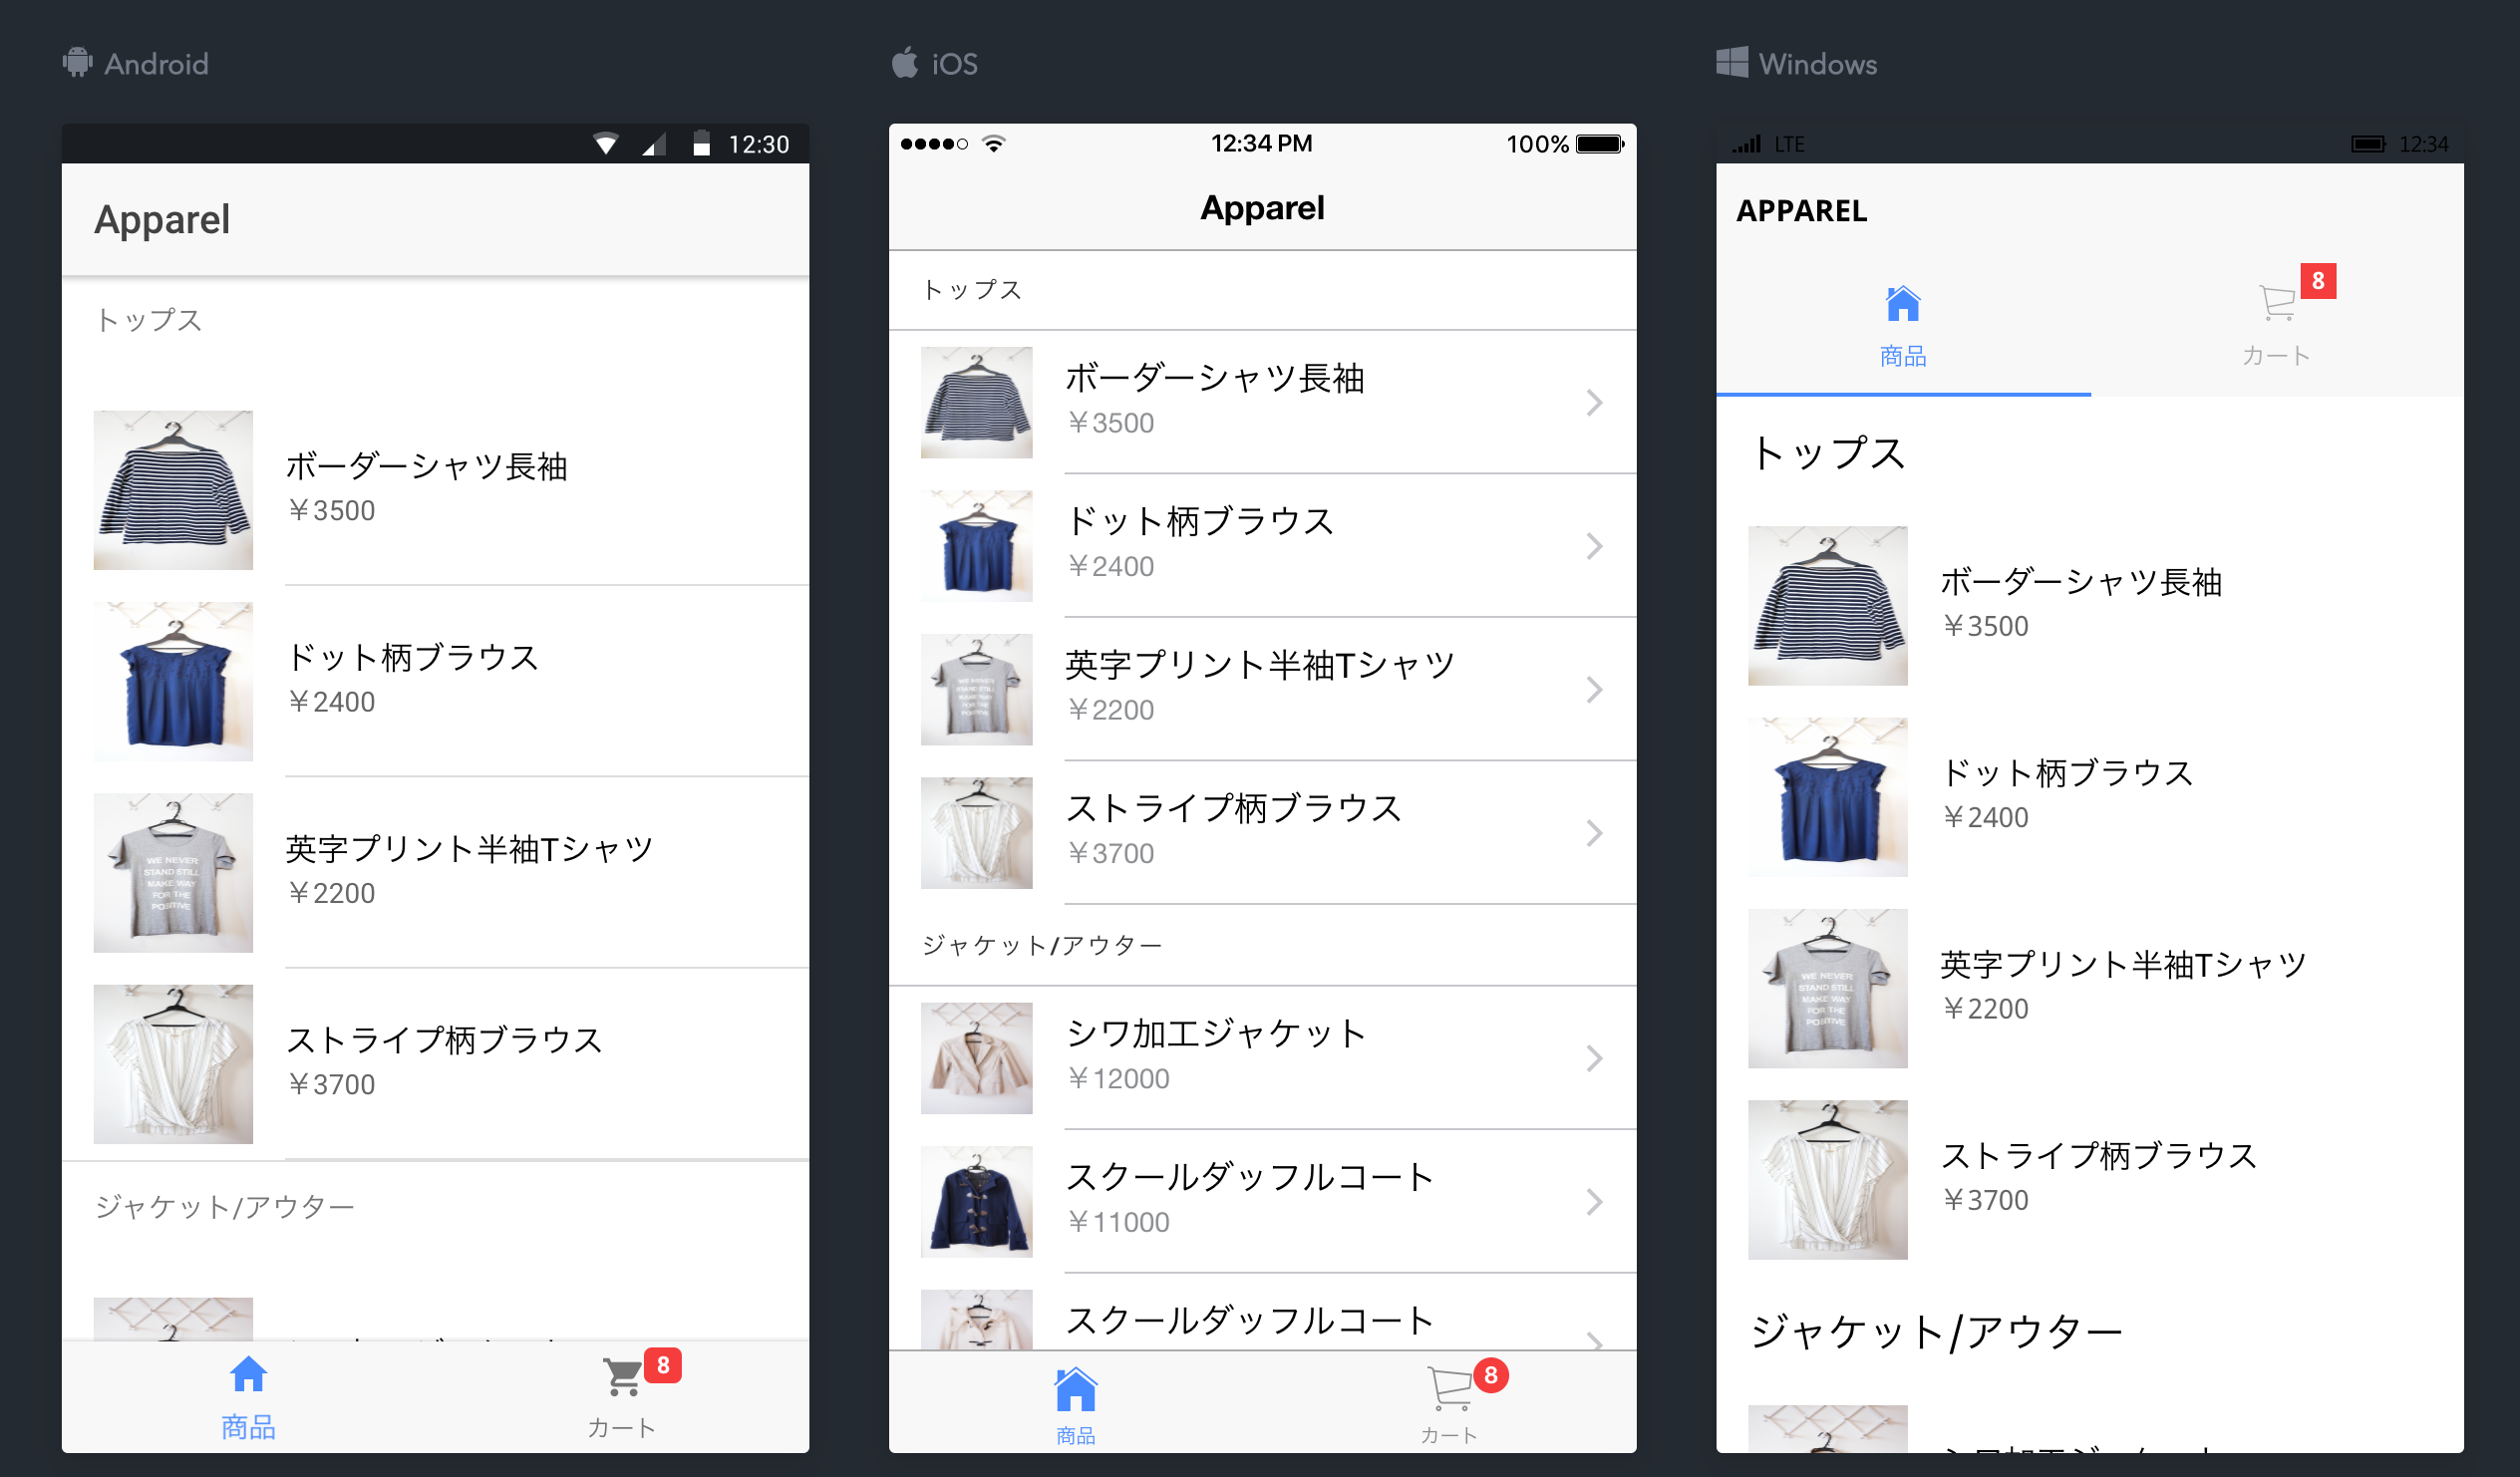 Android
12:30
Apparel
トップス
ボーダーシャツ長袖
￥3500
ドット柄ブラウス
￥2400
英字プリント半袖Tシャツ
￥2200
WE NEVER
STAND STILL
MAKE WAY
FOR THE
POSITIVE
ストライプ柄ブラウス
￥3700
ジャケット/アウター
商品
8
カート
iOS
12:34 PM
100%
Apparel
トップス
ボーダーシャツ長袖
￥3500
ドット柄ブラウス
￥2400
英字プリント半袖Tシャツ
￥2200
WE NEVER
STAND STILL
MAKE WAY
FOR THE
POSITIVE
ストライプ柄ブラウス
￥3700
ジャケット/アウター
シワ加工ジャケット
￥12000
スクールダッフルコート
￥11000
スクールダッフルコート
商品
8
カート
Windows
LTE
12:34
APPAREL
商品
8
カート
トップス
ボーダーシャツ長袖
￥3500
ドット柄ブラウス
￥2400
英字プリント半袖Tシャツ
￥2200
WE NEVER
STAND STILL
MAKE WAY
FOR THE
POSITIVE
ストライプ柄ブラウス
￥3700
ジャケット/アウター